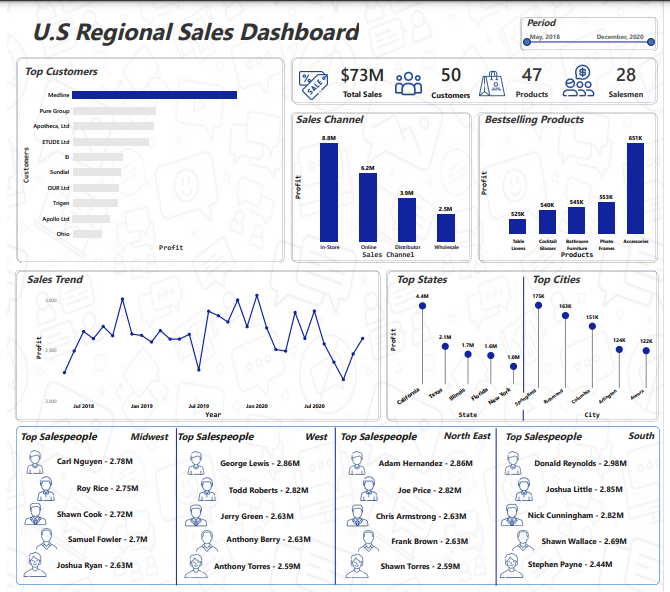 U.S Regional Sales Dashboard
Period
May, 2018 December, 2020
Top Customers
Customers
Medline
Pure Group
Apotheca, Ltd
ETUDE Ltd
Ei
Sundial
OUR Ltd
Trigen
Apollo Ltd
Ohio
Profit
SALE
$73M
Total Sales
50
Customers
47
Products
28
Salesmen
Sales Channel
Profit
8.8M
6.2M
3.9M
2.5M
In-Store Online Distributor Wholesale
Sales Channel
Bestselling Products
Profit
525K
540K
545K
553K
651K
Table Linens
Cocktail Glasses
Bathroom Furniture
Photo Frames
Accessories
Products
Sales Trend
Profit
3,000
2,500
2,000
Jul 2018 Jan 2019 Jul 2019 Jan 2020 Jul 2020
Year
Top States
Profit
4.4M
2.1M
1.7M
1.6M
1.0M
California Texas Illinois Florida New York
State
Top Cities
175K
163K
151K
124K
122K
Springfield Richmond Columbia Arlington Aurora
City
Top Salespeople Midwest
Carl Nguyen - 2.78M
Roy Rice - 2.75M
Shawn Cook - 2.72M
Samuel Fowler - 2.7M
Joshua Ryan - 2.63M
Top Salespeople West
George Lewis - 2.86M
Todd Roberts - 2.82M
Jerry Green - 2.63M
Anthony Berry - 2.63M
Anthony Torres - 2.59M
Top Salespeople North East
Adam Hernandez - 2.86M
Joe Price - 2.82M
Chris Armstrong - 2.63M
Frank Brown - 2.63M
Shawn Torres - 2.59M
Top Salespeople South
Donald Reynolds - 2.98M
Joshua Little - 2.85M
Nick Cunningham - 2.82M
Shawn Wallace - 2.69M
Stephen Payne - 2.44M